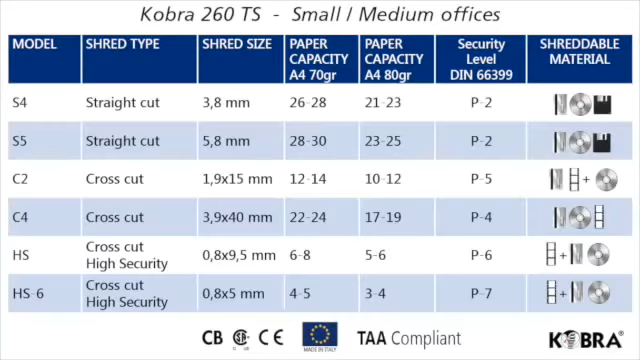 Kobra 260 TS - Small / Medium offices
MODEL SHRED TYPE SHRED SIZE PAPER CAPACITY A4 70gr PAPER CAPACITY A4 80gr Security Level DIN 66399 SHREDDABLE MATERIAL
S4 Straight cut 3,8 mm 26-28 21-23 P-2
S5 Straight cut 5,8 mm 28-30 23-25 P-2
C2 Cross cut 1,9x15 mm 12-14 10-12 P-5 +
C4 Cross cut 3,9x40 mm 22-24 17-19 P-4
HS Cross cut High Security 0,8x9,5 mm 6-8 5-6 P-6 +
HS-6 Cross cut High Security 0,8x5 mm 4-5 3-4 P-7 +
CB CE MADE IN ITALY TAA Compliant KOBRA®